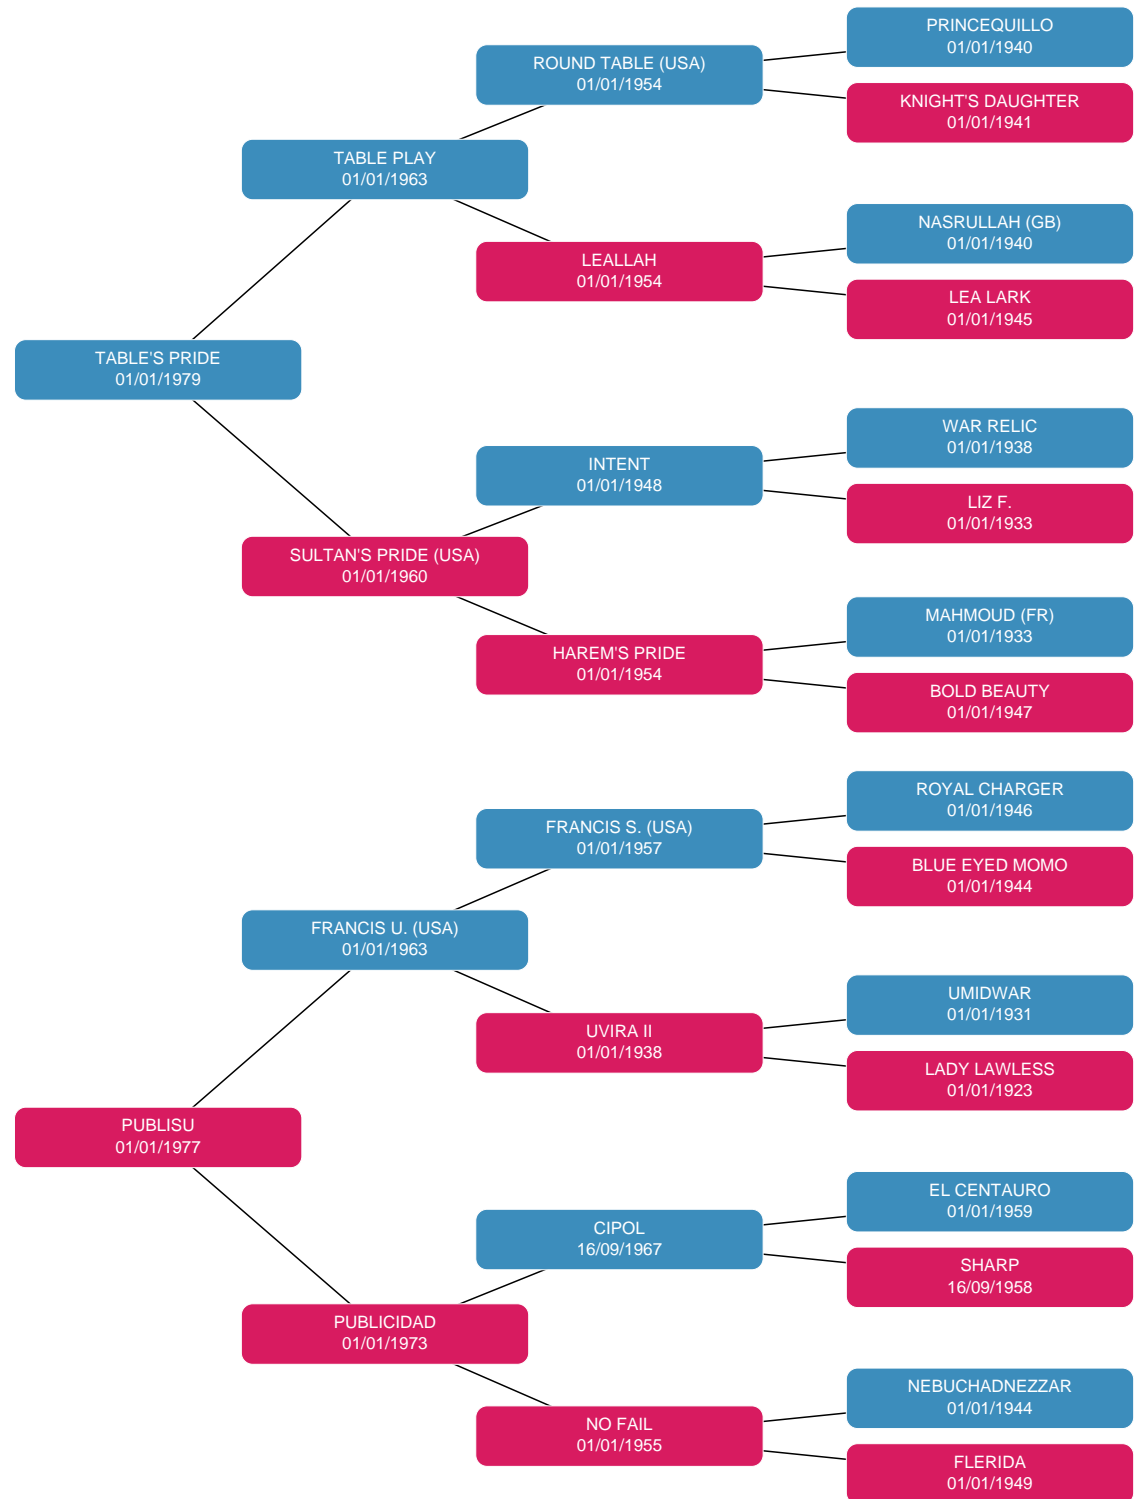 PRINCEQUILLO
01/01/1940
ROUND TABLE (USA)
01/01/1954
KNIGHT'S DAUGHTER
01/01/1941
TABLE PLAY
01/01/1963
NASRULLAH (GB)
01/01/1940
LEALLAH
01/01/1954
LEA LARK
01/01/1945
TABLE'S PRIDE
01/01/1979
WAR RELIC
01/01/1938
INTENT
01/01/1948
LIZ F.
01/01/1933
SULTAN'S PRIDE (USA)
01/01/1960
MAHMOUD (FR)
01/01/1933
HAREM'S PRIDE
01/01/1954
BOLD BEAUTY
01/01/1947
ROYAL CHARGER
01/01/1946
FRANCIS S. (USA)
01/01/1957
BLUE EYED MOMO
01/01/1944
FRANCIS U. (USA)
01/01/1963
UMIDWAR
01/01/1931
UVIRA II
01/01/1938
LADY LAWLESS
01/01/1923
PUBLISU
01/01/1977
EL CENTAURO
01/01/1959
CIPOL
16/09/1967
SHARP
16/09/1958
PUBLICIDAD
01/01/1973
NEBUCHADNEZZAR
01/01/1944
NO FAIL
01/01/1955
FLERIDA
01/01/1949